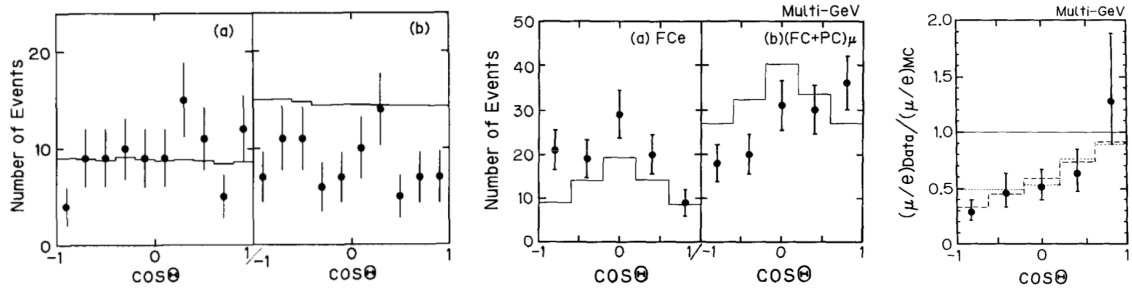 Number of Events
20
10
0
(a)
(b)
-1
0
1/-1
0
1
COSΘ
COSΘ
Multi-GeV
Number of Events
50
40
30
20
10
0
(a) FCe
(b)(FC+PC)μ
-1
0
1/-1
0
1
COSΘ
COSΘ
Multi-GeV
(μ/e)Data/(μ/e)MC
2.0
1.5
1.0
0.5
0
-1
0
1
COSΘ